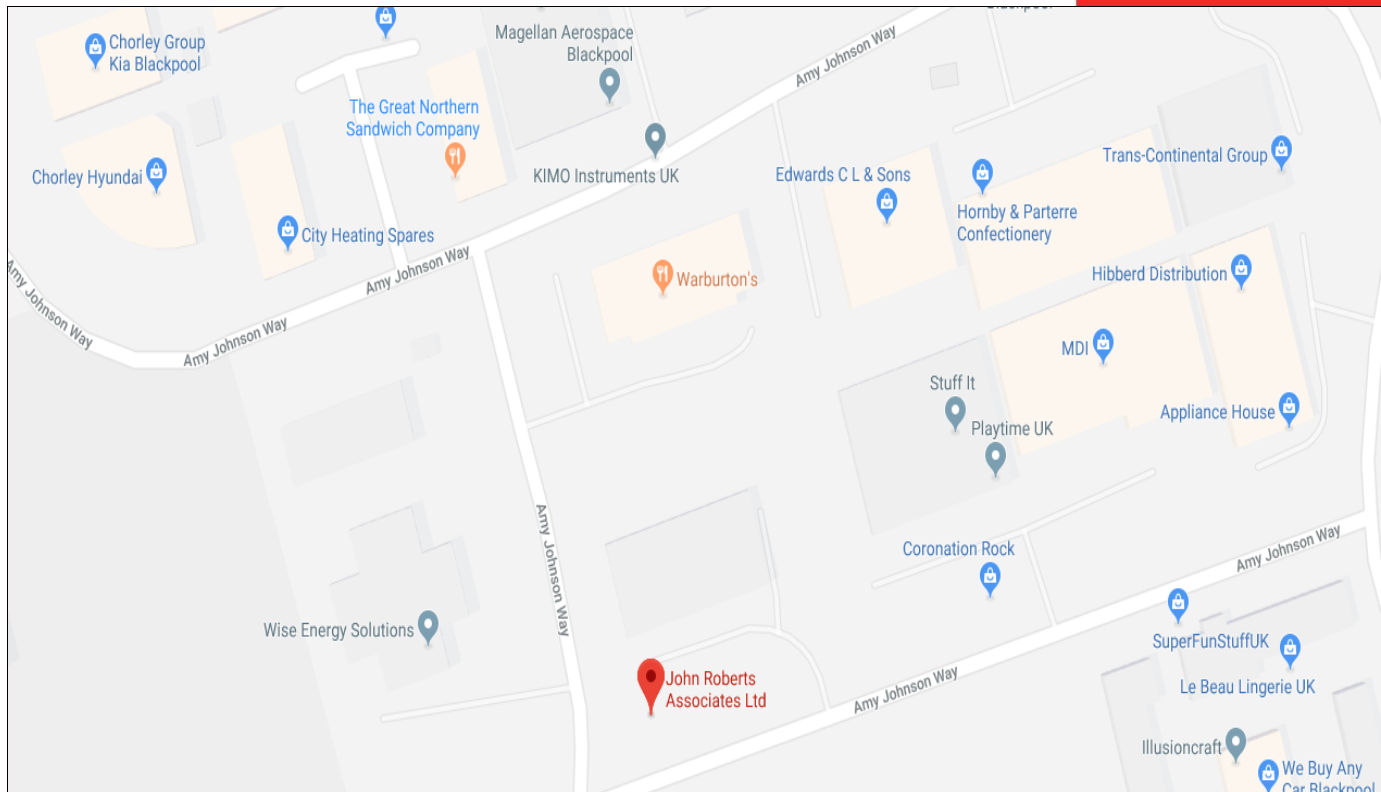 Blackpool
Chorley Group
Kia Blackpool
Magellan Aerospace
Blackpool
Amy Johnson Way
The Great Northern
Sandwich Company
KIMO Instruments UK
Chorley Hyundai
Edwards C L & Sons
Trans-Continental Group
Hornby & Parterre
Confectionery
City Heating Spares
Amy Johnson Way
Amy Johnson Way
Warburton's
Hibberd Distribution
Amy Johnson Way
MDI
Stuff It
Appliance House
Playtime UK
Amy Johnson Way
Coronation Rock
Amy Johnson Way
Wise Energy Solutions
SuperFunStuffUK
John Roberts
Associates Ltd
Le Beau Lingerie UK
Amy Johnson Way
Illusioncraft
We Buy Any
Car Blackpool